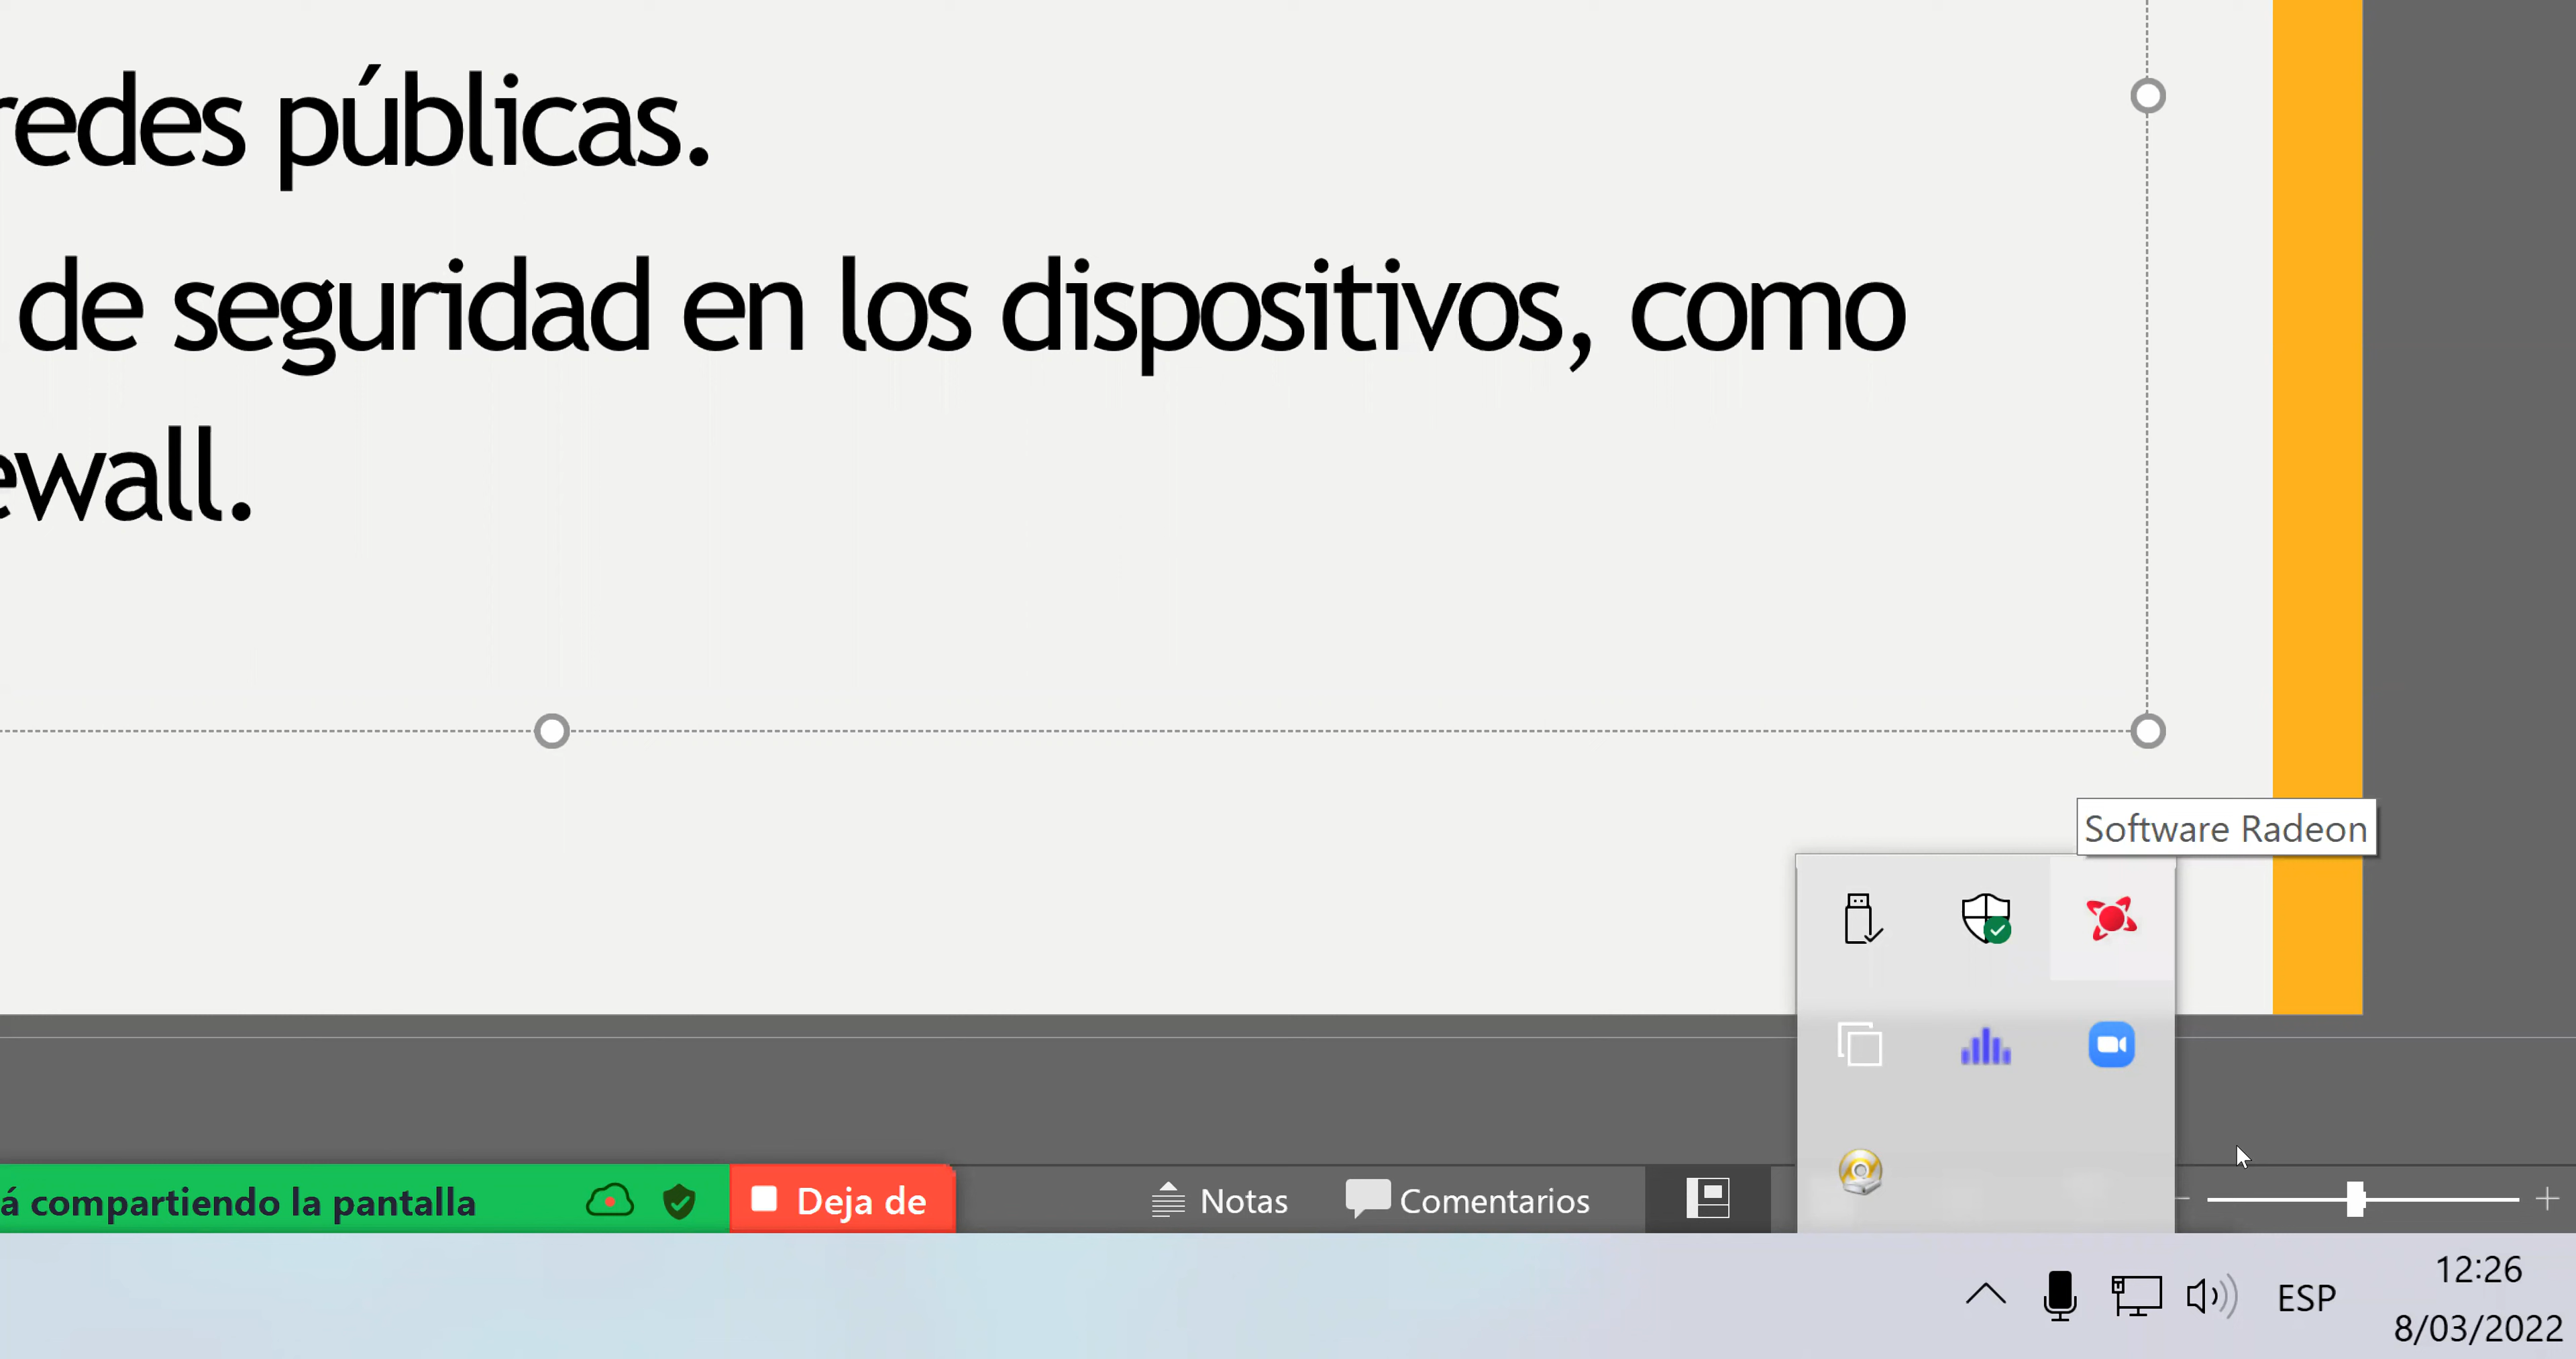 redes públicas.
de seguridad en los dispositivos, como
ewall.
Software Radeon
á compartiendo la pantalla
Deja de
Notas
Comentarios
ESP
12:26
8/03/2022